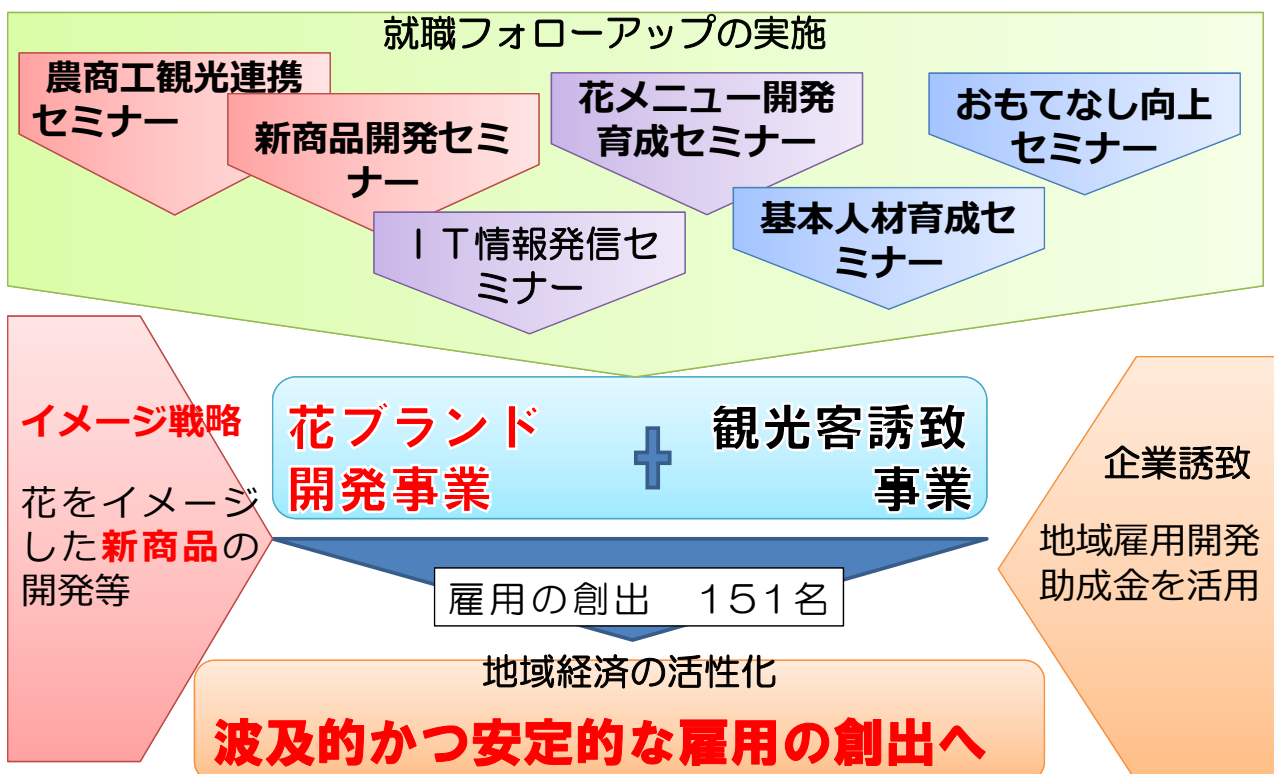 就職フォローアップの実施
農商工観光連携
セミナー
新商品開発セミ
ナー
花メニュー開発
育成セミナー
おもてなし向上
セミナー
ＩＴ情報発信セ
ミナー
基本人材育成セ
ミナー
イメージ戦略
花をイメージ
した新商品の
開発等
花ブランド
開発事業
観光客誘致
事業
企業誘致
地域雇用開発
助成金を活用
雇用の創出　１５１名
地域経済の活性化
波及的かつ安定的な雇用の創出へ